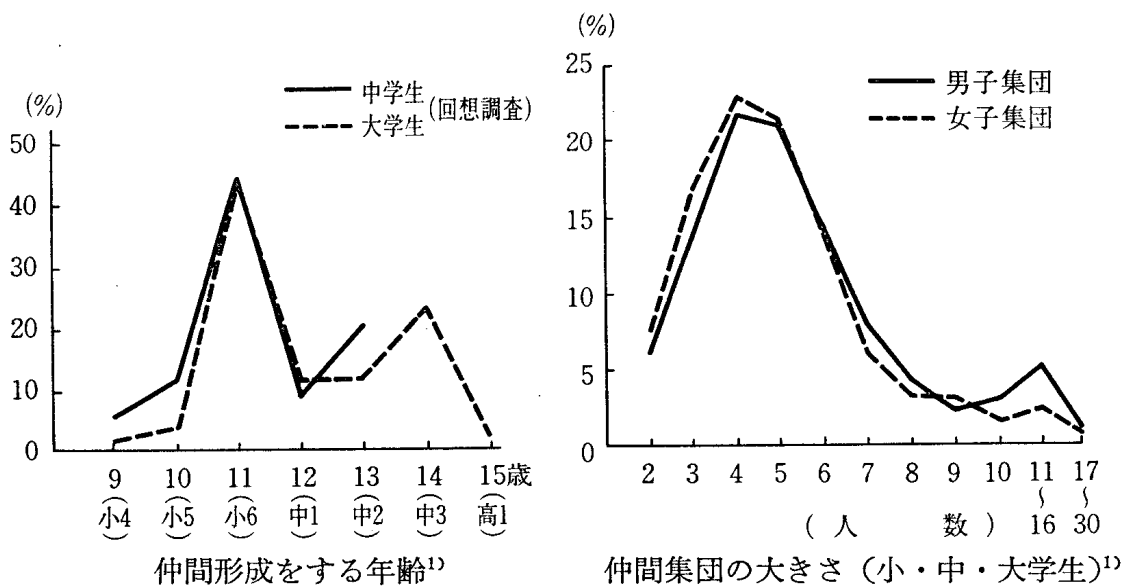 (%)
中学生
大学生
(回想調査)
50
40
30
20
10
0
9 10 11 12 13 14 15歳
(小4) (小5) (小6) (中1) (中2) (中3) (高1)
仲間形成をする年齢¹⁾
(%)
男子集団
女子集団
25
20
15
10
5
0
2 3 4 5 6 7 8 9 10 11〜16 17〜30
(人数)
仲間集団の大きさ(小・中・大学生)¹⁾